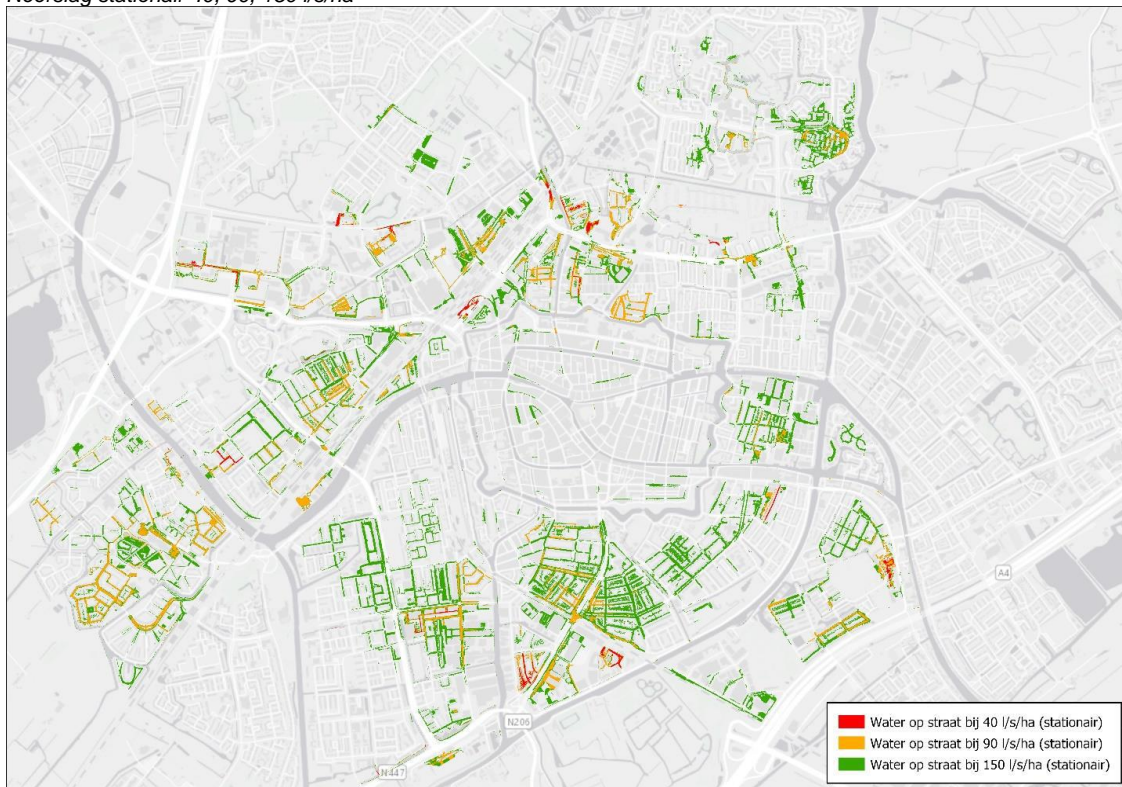 Neerslag stationair 40, 90, 150 l/s/ha
A4
N206
N447
Water op straat bij 40 l/s/ha (stationair)
Water op straat bij 90 l/s/ha (stationair)
Water op straat bij 150 l/s/ha (stationair)